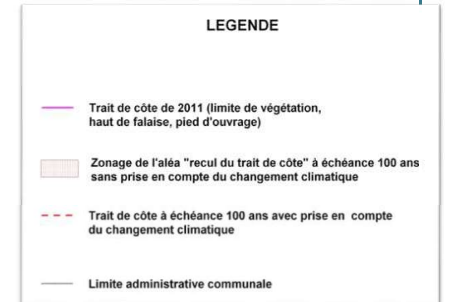 LEGENDE
Trait de côte de 2011 (limite de végétation,
haut de falaise, pied d'ouvrage)
Zonage de l'aléa "recul du trait de côte" à échéance 100 ans
sans prise en compte du changement climatique
Trait de côte à échéance 100 ans avec prise en compte
du changement climatique
Limite administrative communale